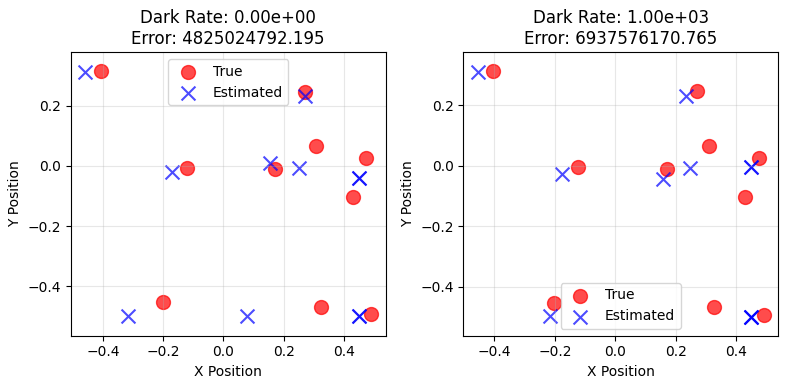 Dark Rate: 0.00e+00
Error: 4825024792.195
True
Estimated
0.2
0.0
−0.2
−0.4
Y Position
−0.4
−0.2
0.0
0.2
0.4
X Position
Dark Rate: 1.00e+03
Error: 6937576170.765
0.2
0.0
−0.2
−0.4
Y Position
True
Estimated
−0.4
−0.2
0.0
0.2
0.4
X Position